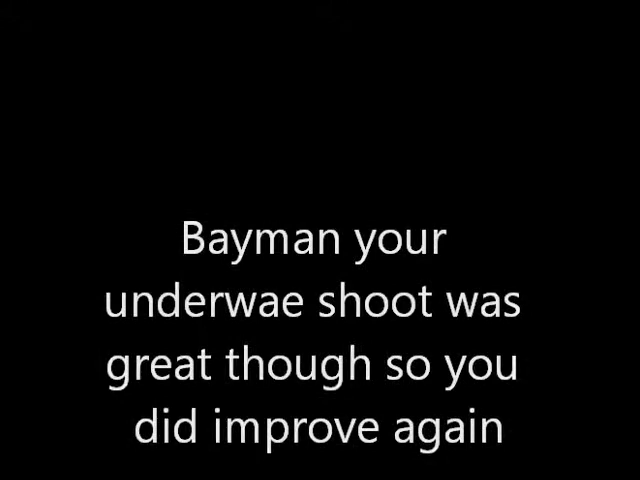 Bayman your
underwae shoot was
great though so you
did improve again